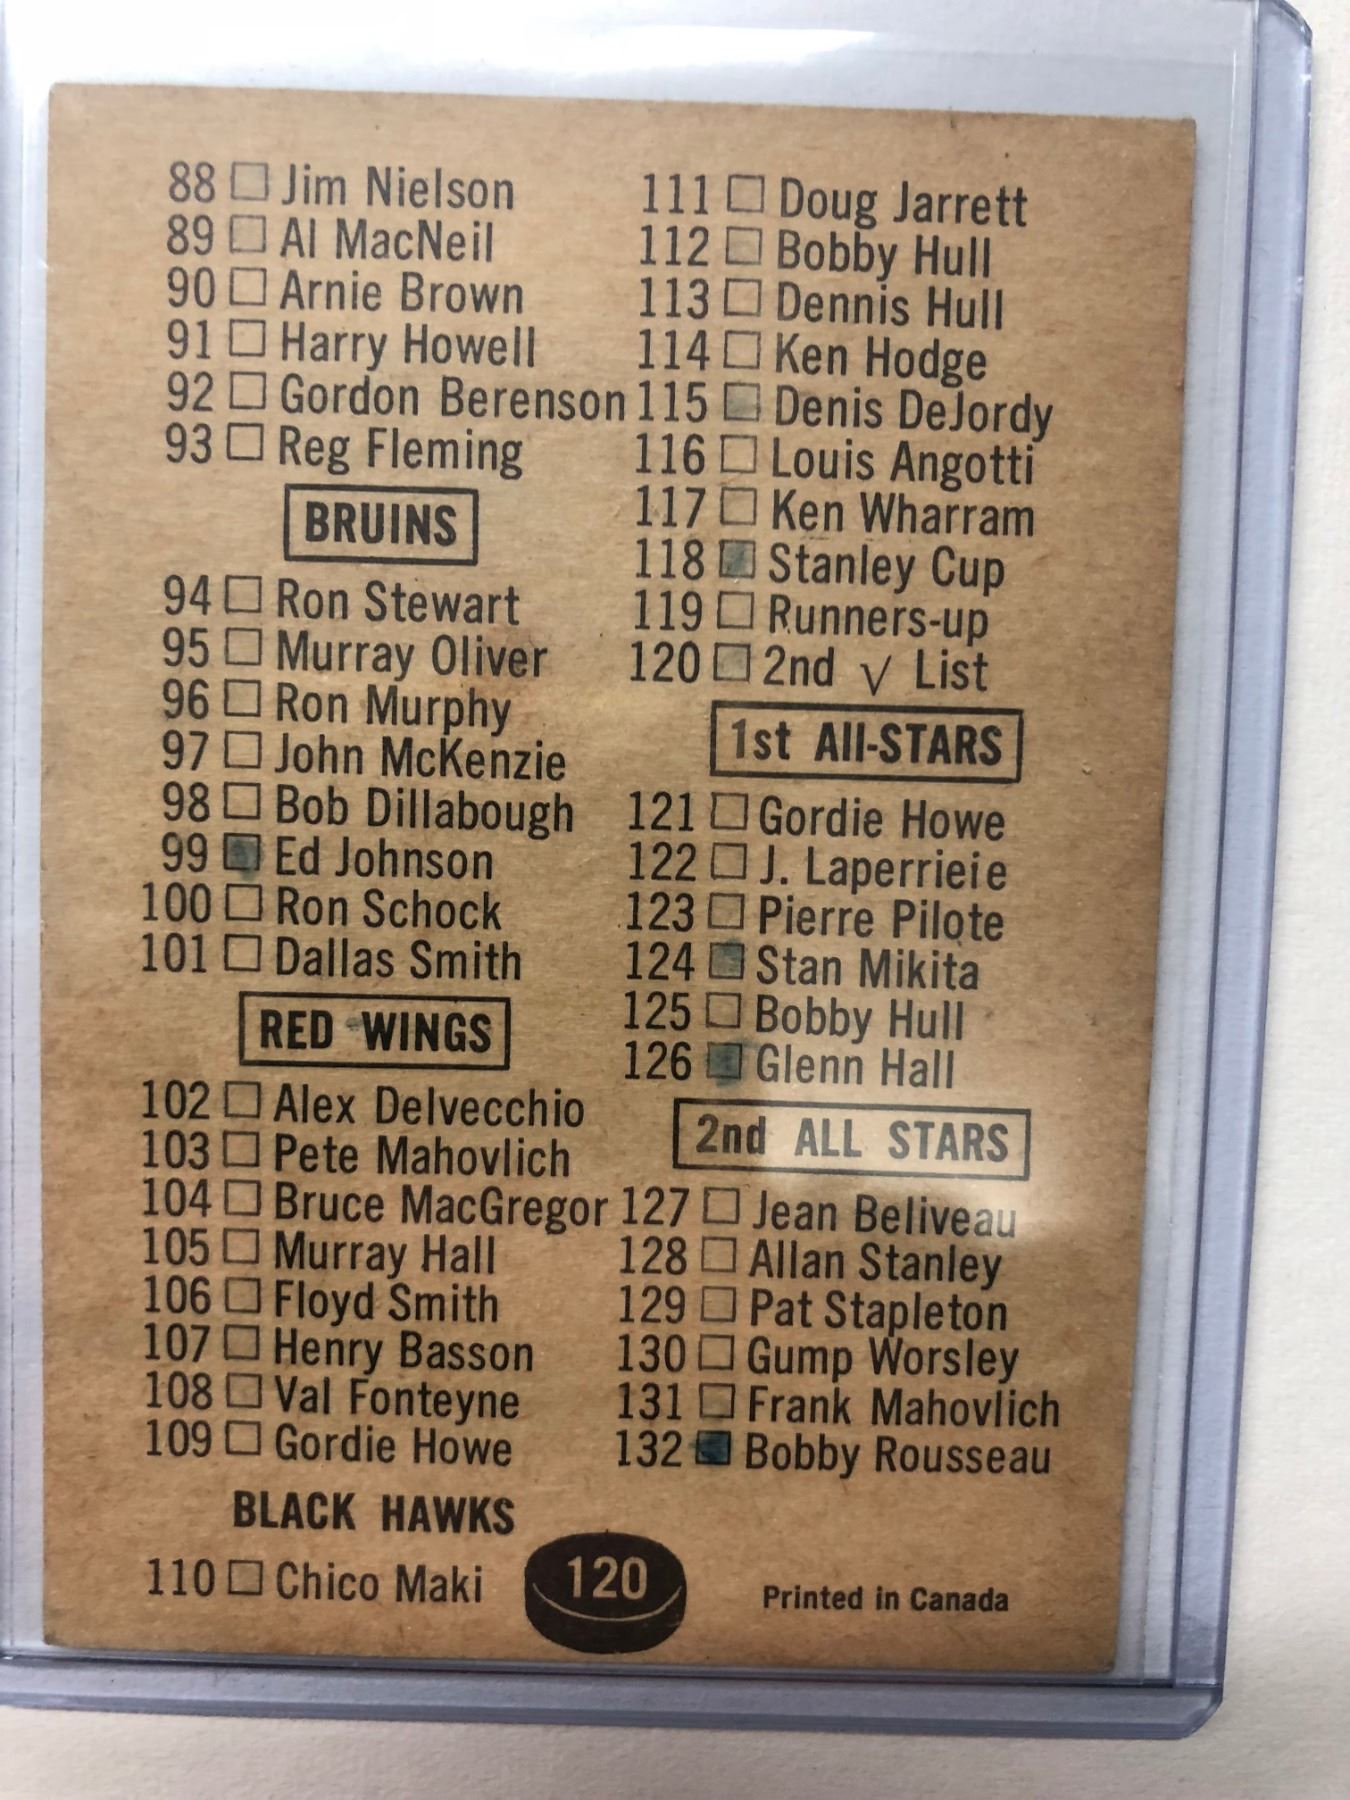 88 □ Jim Nielson
89 □ Al MacNeil
90 □ Arnie Brown
91 □ Harry Howell
92 □ Gordon Berenson
93 □ Reg Fleming
BRUINS
94 □ Ron Stewart
95 □ Murray Oliver
96 □ Ron Murphy
97 □ John McKenzie
98 □ Bob Dillabough
99 □ Ed Johnson
100 □ Ron Schock
101 □ Dallas Smith
RED WINGS
102 □ Alex Delvecchio
103 □ Pete Mahovlich
104 □ Bruce MacGregor
105 □ Murray Hall
106 □ Floyd Smith
107 □ Henry Basson
108 □ Val Fonteyne
109 □ Gordie Howe
BLACK HAWKS
110 □ Chico Maki
111 □ Doug Jarrett
112 □ Bobby Hull
113 □ Dennis Hull
114 □ Ken Hodge
115 □ Denis DeJordy
116 □ Louis Angotti
117 □ Ken Wharram
118 □ Stanley Cup
119 □ Runners-up
120 □ 2nd √ List
1st All-STARS
121 □ Gordie Howe
122 □ J. Laperrieie
123 □ Pierre Pilote
124 □ Stan Mikita
125 □ Bobby Hull
126 □ Glenn Hall
2nd ALL STARS
127 □ Jean Beliveau
128 □ Allan Stanley
129 □ Pat Stapleton
130 □ Gump Worsley
131 □ Frank Mahovlich
132 □ Bobby Rousseau
120
Printed in Canada